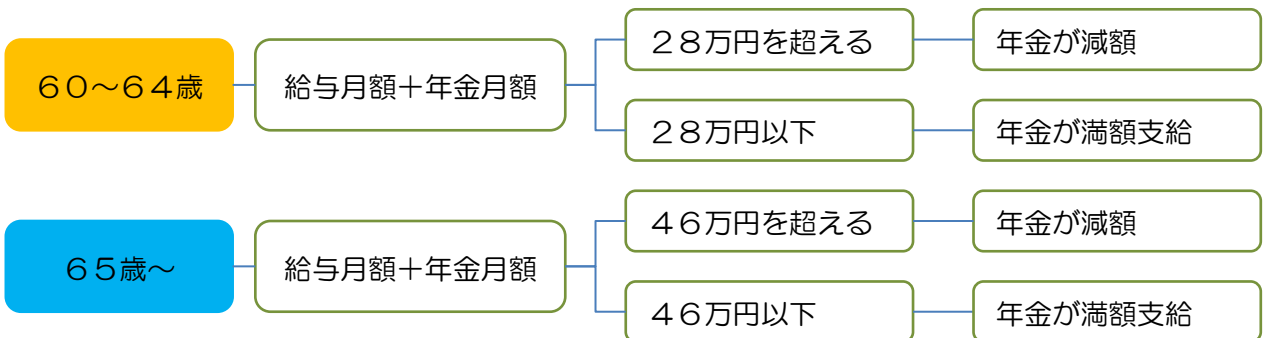 60～64歳
給与月額＋年金月額
28万円を超える
年金が減額
28万円以下
年金が満額支給
65歳～
給与月額＋年金月額
46万円を超える
年金が減額
46万円以下
年金が満額支給